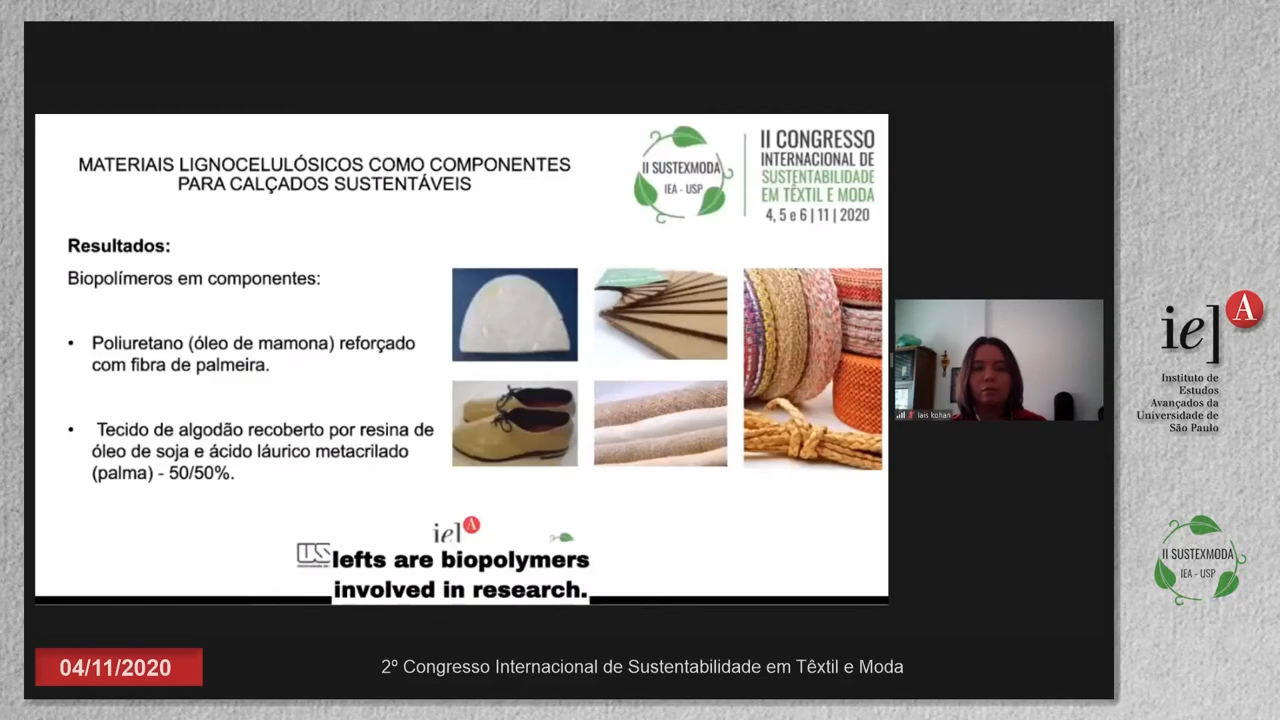 MATERIAIS LIGNOCELULÓSICOS COMO COMPONENTES
PARA CALÇADOS SUSTENTÁVEIS
II SUSTEXMODA
IEA - USP
II CONGRESSO
INTERNACIONAL DE
SUSTENTABILIDADE
EM TÊXTIL E MODA
4, 5 e 6 | 11 | 2020
Resultados:
Biopolímeros em componentes:
• Poliuretano (óleo de mamona) reforçado
com fibra de palmeira.
• Tecido de algodão recoberto por resina de
óleo de soja e ácido láurico metacrilado
(palma) - 50/50%.
lais kohan
ie] A
lefts are biopolymers
involved in research.
ie] A
Instituto de
Estudos
Avançados da
Universidade de
São Paulo
II SUSTEXMODA
IEA - USP
04/11/2020
2º Congresso Internacional de Sustentabilidade em Têxtil e Moda